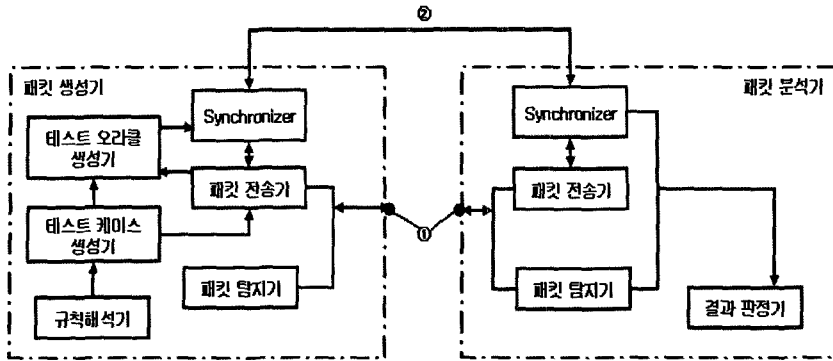 ②
패킷 생성기
Synchronizer
테스트 오라클
생성기
패킷 전송기
테스트 케이스
생성기
패킷 탐지기
규칙해석기
①
패킷 분석기
Synchronizer
패킷 전송기
패킷 탐지기
결과 판정기